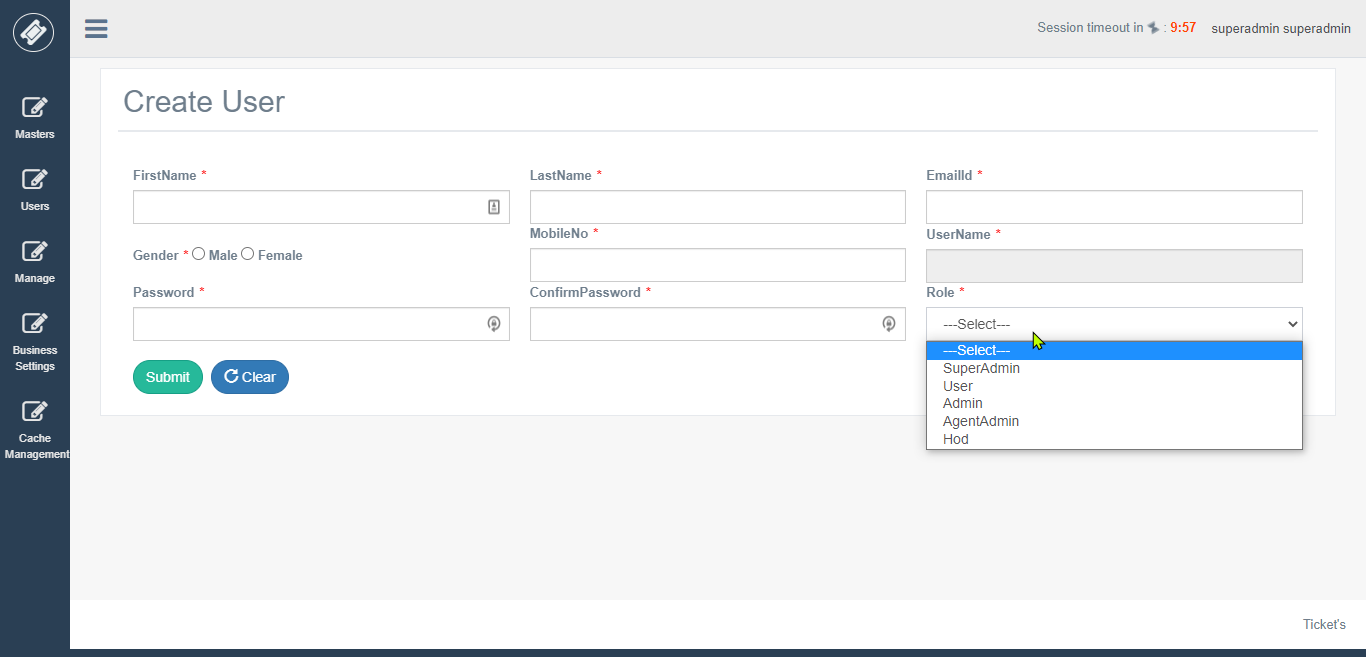 Session timeout in : 9:57 superadmin superadmin
Masters
Users
Manage
Business
Settings
Cache
Management
Create User
FirstName *
LastName *
EmailId *
Gender * Male Female
MobileNo *
UserName *
Password *
ConfirmPassword *
Role *
---Select---
---Select---
SuperAdmin
User
Admin
AgentAdmin
Hod
Submit
Clear
Ticket's